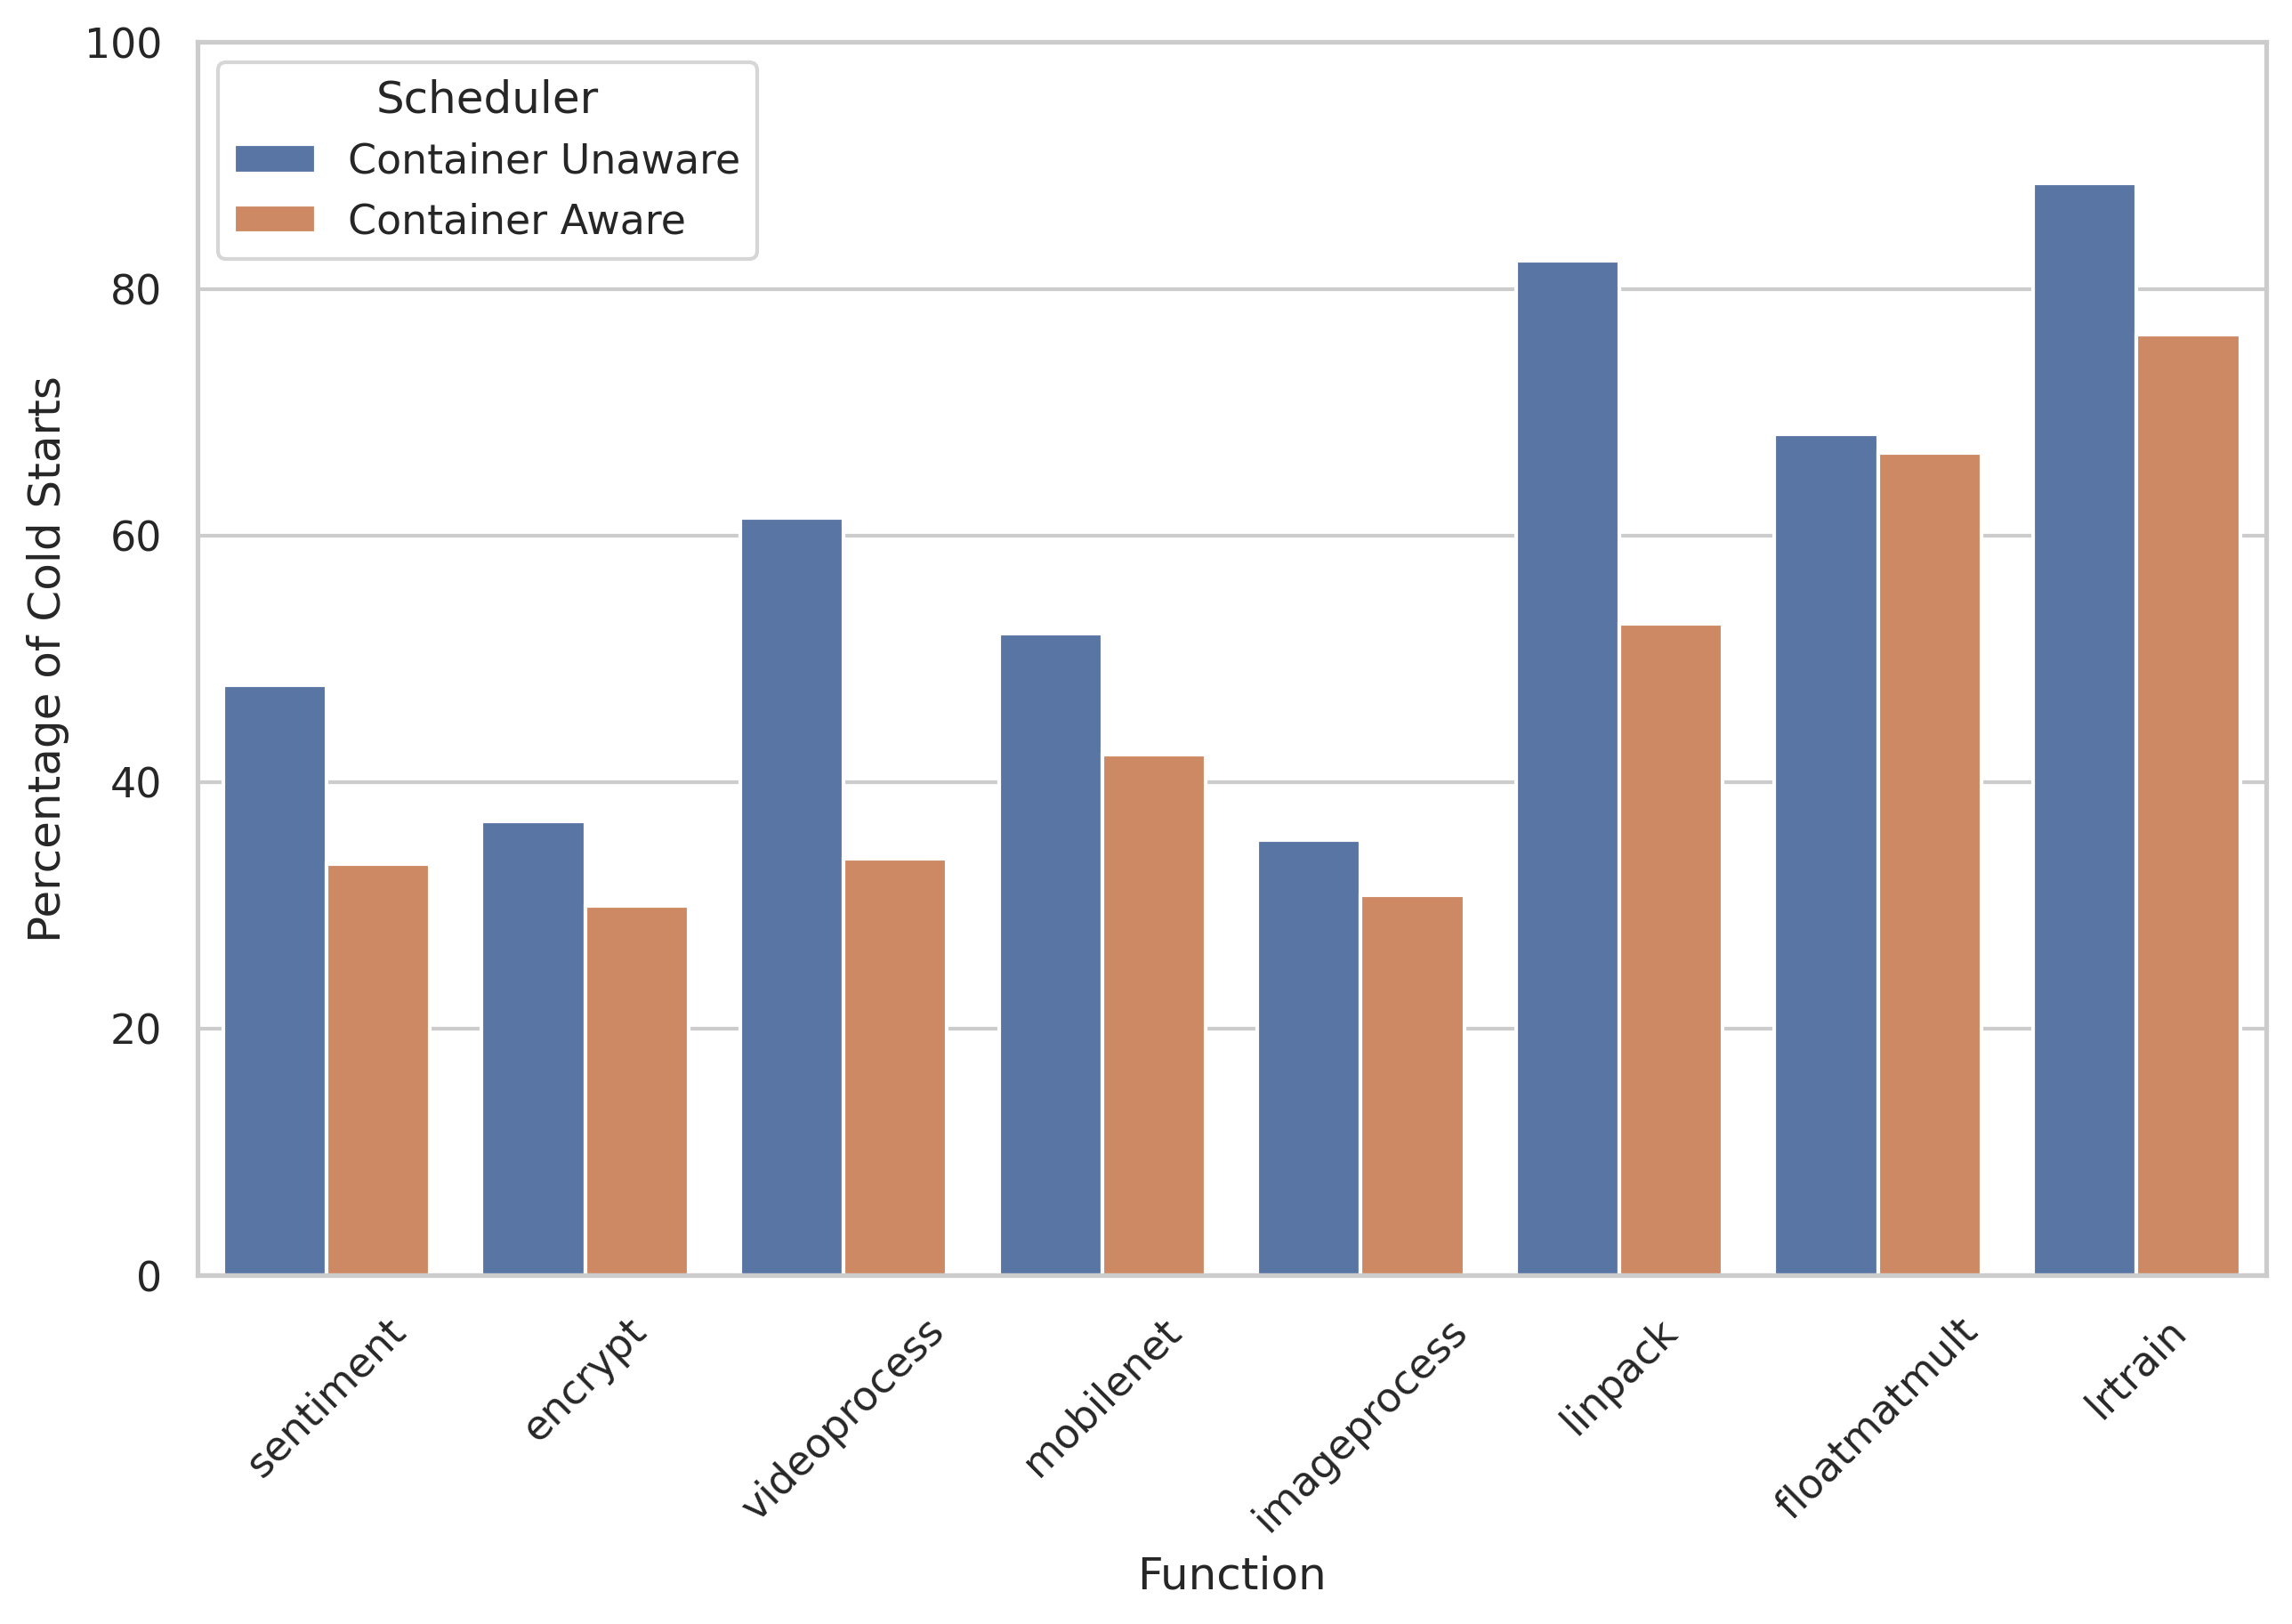 100
80
60
40
20
0
Percentage of Cold Starts
Scheduler
Container Unaware
Container Aware
sentiment
encrypt
videoprocess
mobilenet
imageprocess
linpack
floatmatmult
lrtrain
Function